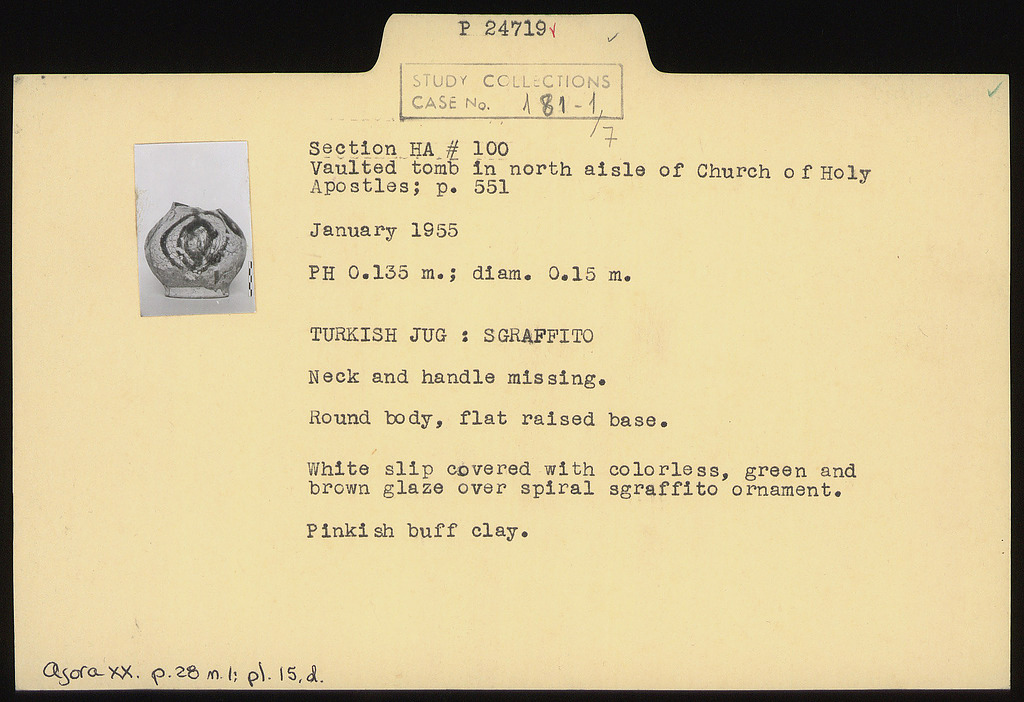 P 24719
STUDY COLLECTIONS
CASE No. 181-1/7
Section HA # 100
Vaulted tomb in north aisle of Church of Holy
Apostles; p. 551
January 1955
PH 0.135 m.; diam. 0.15 m.
TURKISH JUG : SGRAFFITO
Neck and handle missing.
Round body, flat raised base.
White slip covered with colorless, green and
brown glaze over spiral sgraffito ornament.
Pinkish buff clay.
Agora XX. p. 28 n. 1; pl. 15, d.